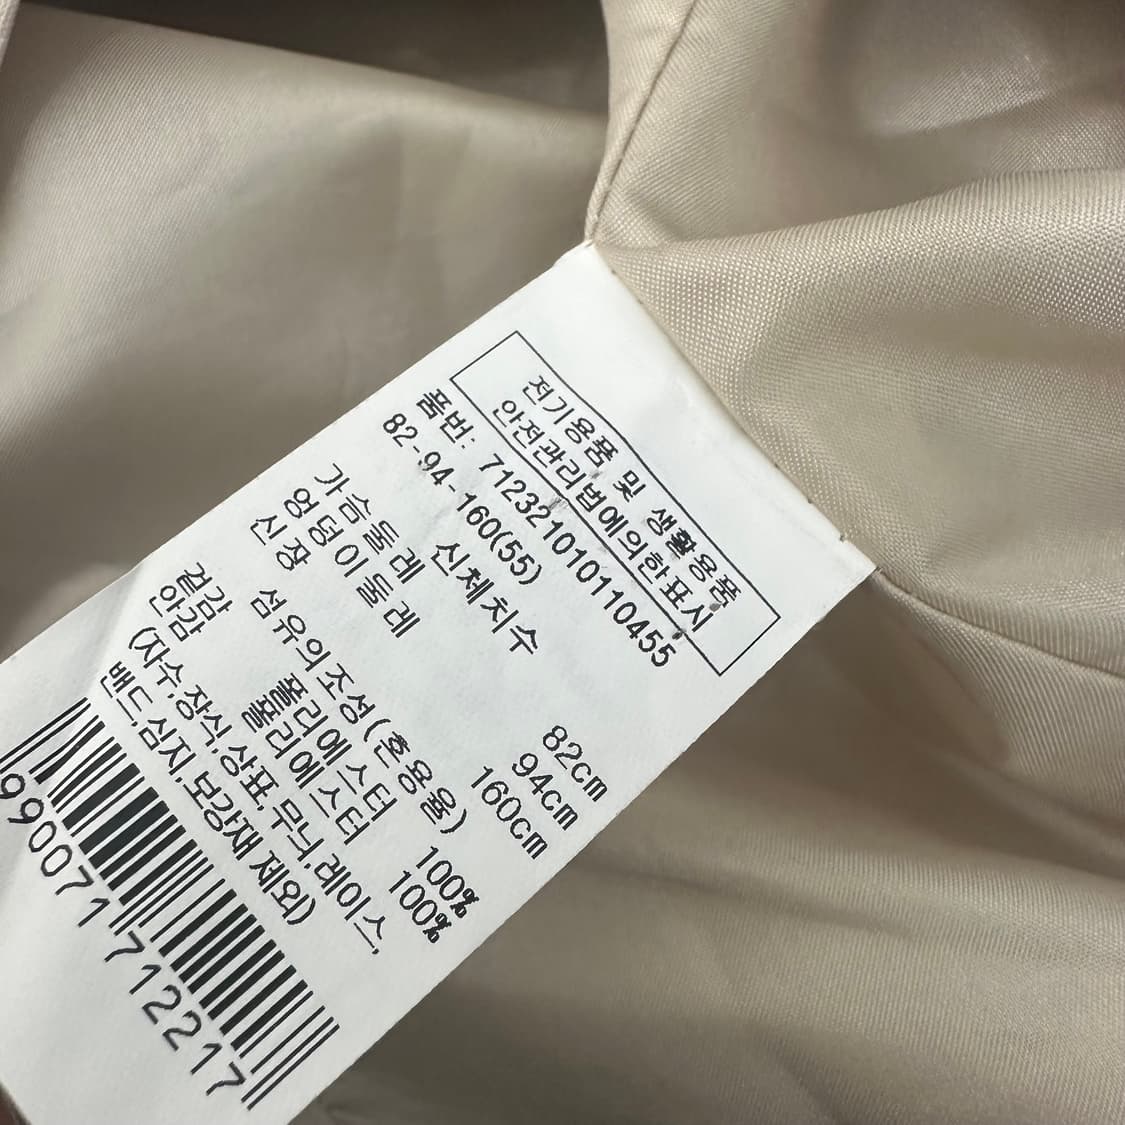 전기용품 및 생활용품
안전관리법에의한표시
품번: 71232101011 0455
82-94-160(55)
신체치수
가슴둘레 82cm
엉덩이둘레 94cm
신장 160cm
섬유의조성(혼용율)
겉감 폴리에스터 100%
안감 폴리에스터 100%
(자수,장식,상표,무늬,레이스,
밴드,심지,보강재 제외)
990071712217